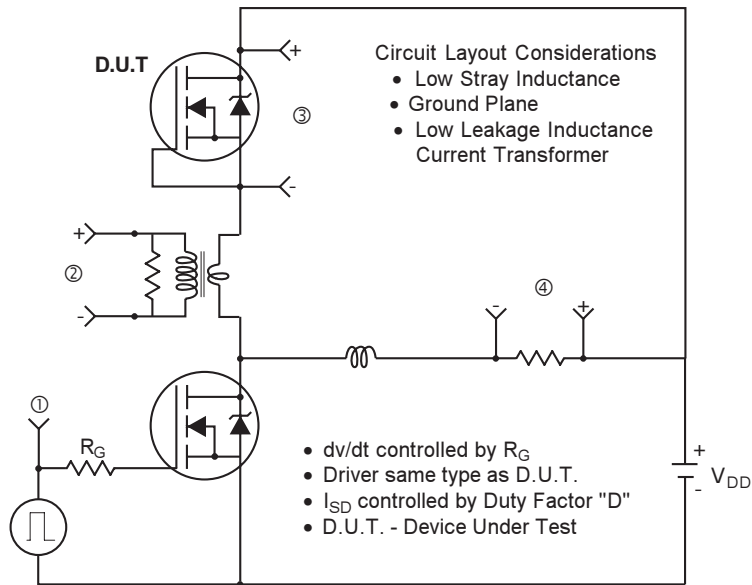 D.U.T
+
-
③
Circuit Layout Considerations
• Low Stray Inductance
• Ground Plane
• Low Leakage Inductance
Current Transformer
+
②
-
-
④
+
①
R_G
• dv/dt controlled by R_G
• Driver same type as D.U.T.
• I_SD controlled by Duty Factor "D"
• D.U.T. - Device Under Test
+
V_DD
-